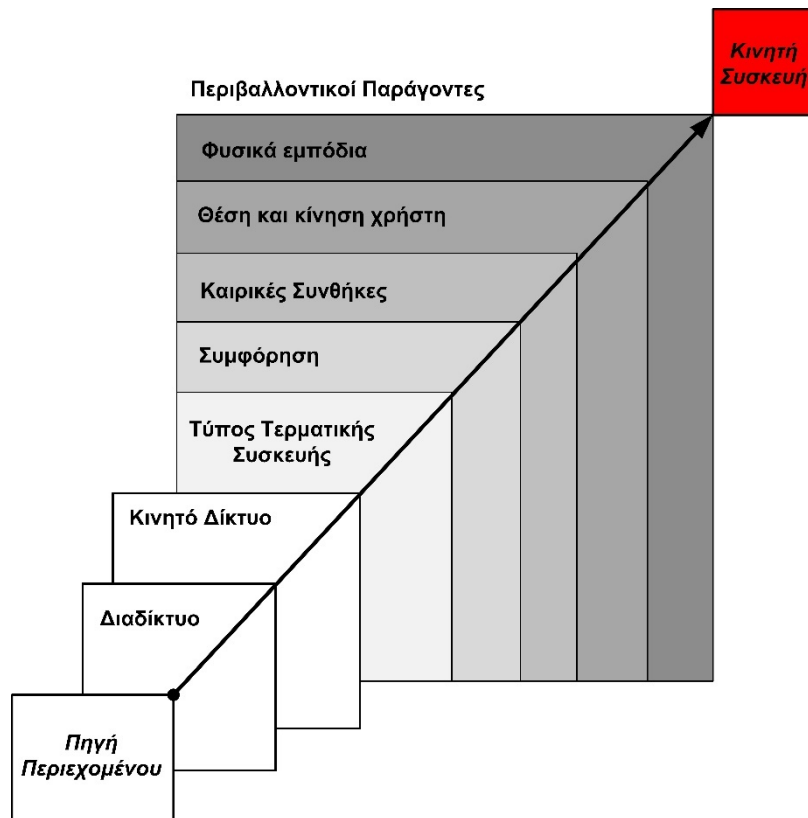 Κινητή
Συσκευή
Περιβαλλοντικοί Παράγοντες
Φυσικά εμπόδια
Θέση και κίνηση χρήστη
Καιρικές Συνθήκες
Συμφόρηση
Τύπος Τερματικής
Συσκευής
Κινητό Δίκτυο
Διαδίκτυο
Πηγή
Περιεχομένου